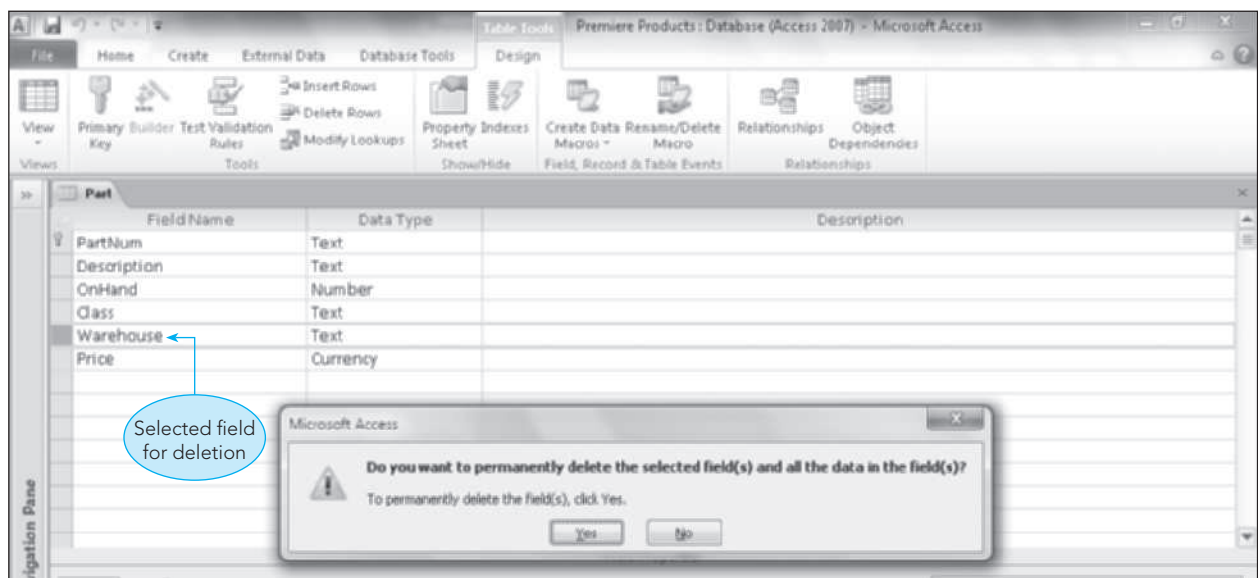 Table Tools
Premiere Products : Database (Access 2007) - Microsoft Access
File Home Create External Data Database Tools Design
View
Views
Primary Key
Builder
Test Validation Rules
Insert Rows
Delete Rows
Modify Lookups
Tools
Property Sheet
Indexes
Show/Hide
Create Data Macros
Rename/Delete Macro
Field, Record & Table Events
Relationships
Object Dependencies
Relationships
Part
Field Name Data Type Description
PartNum Text
Description Text
OnHand Number
Class Text
Warehouse Text
Price Currency
Selected field
for deletion
Microsoft Access
Do you want to permanently delete the selected field(s) and all the data in the field(s)?
To permanently delete the field(s), click Yes.
Yes No
igation Pane